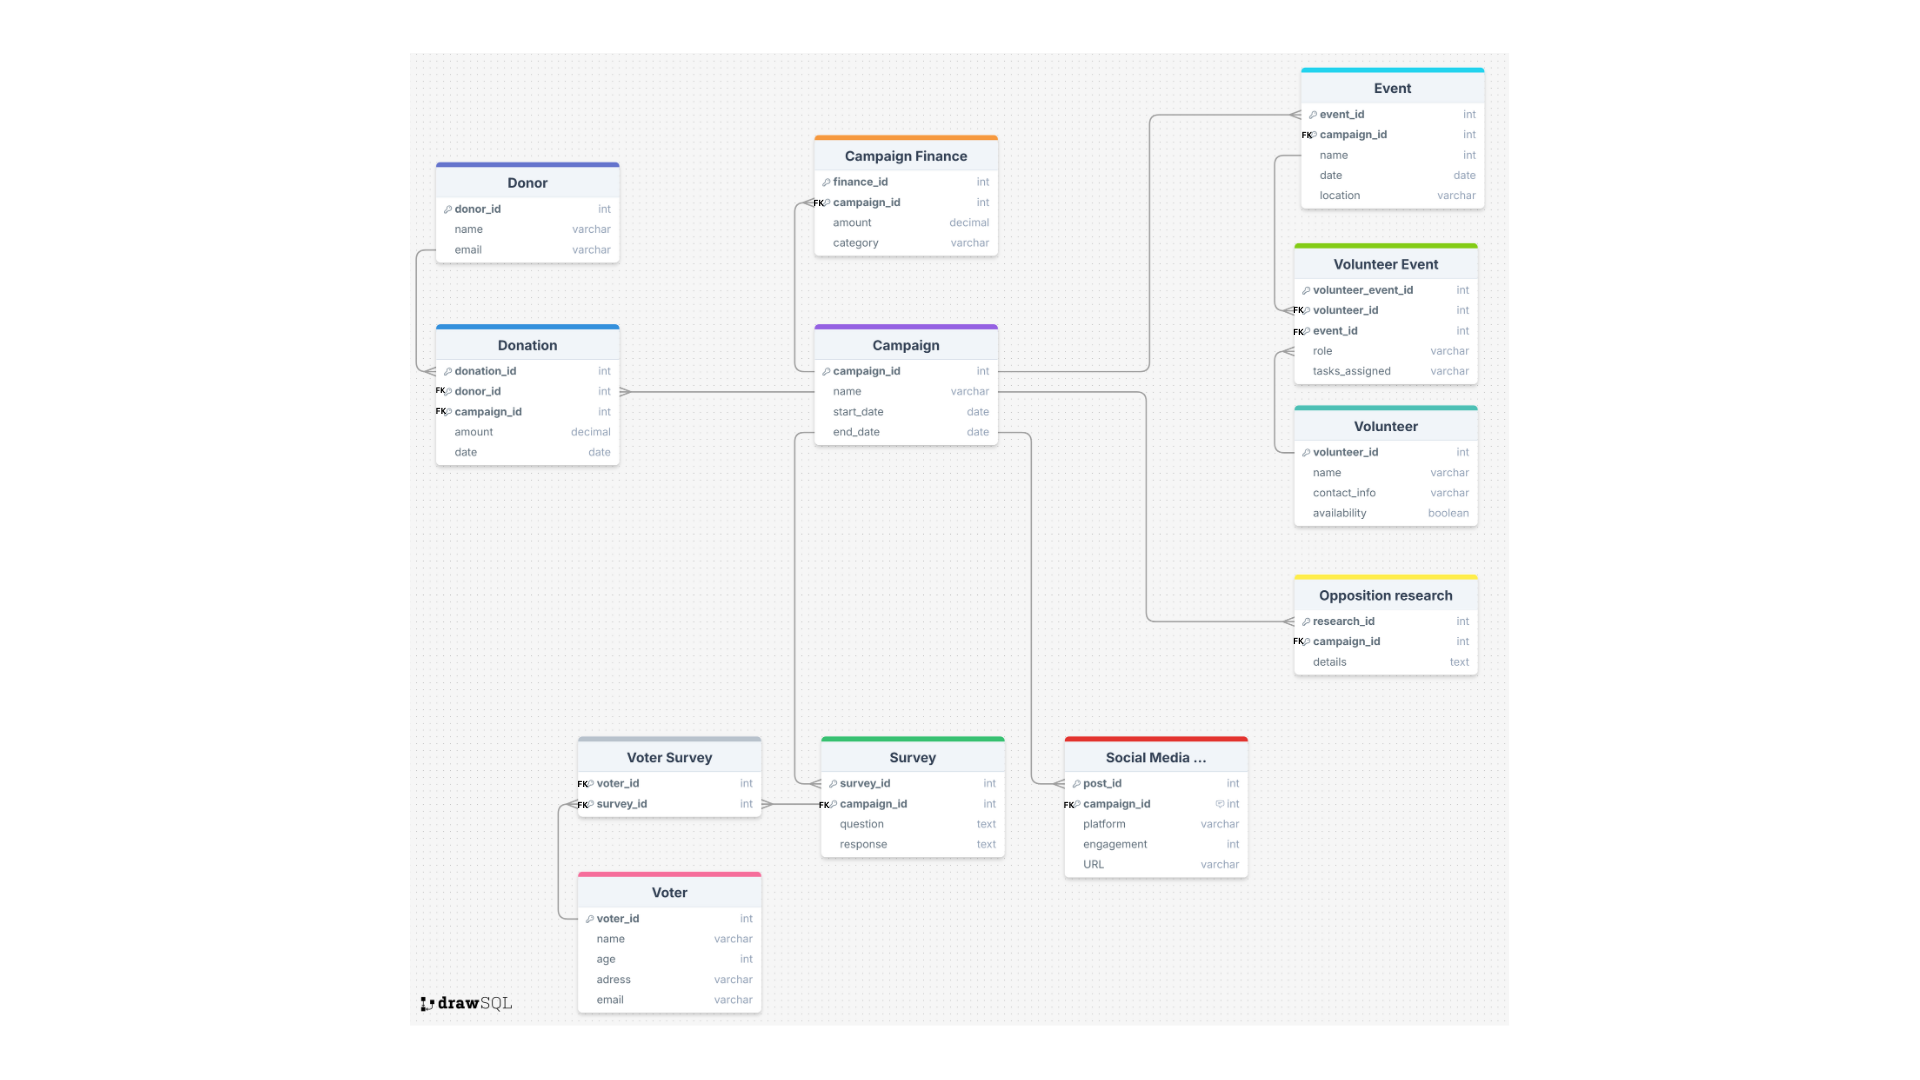 Event
event_id int
FK campaign_id int
name int
date date
location varchar
Campaign Finance
finance_id int
FK campaign_id int
amount decimal
category varchar
Donor
donor_id int
name varchar
email varchar
Volunteer Event
volunteer_event_id int
FK volunteer_id int
FK event_id int
role varchar
tasks_assigned varchar
Donation
donation_id int
FK donor_id int
FK campaign_id int
amount decimal
date date
Campaign
campaign_id int
name varchar
start_date date
end_date date
Volunteer
volunteer_id int
name varchar
contact_info varchar
availability boolean
Opposition research
research_id int
FK campaign_id int
details text
Voter Survey
FK voter_id int
FK survey_id int
Survey
survey_id int
FK campaign_id int
question text
response text
Social Media ...
post_id int
FK campaign_id int
platform varchar
engagement int
URL varchar
Voter
voter_id int
name varchar
age int
adress varchar
email varchar
drawSQL